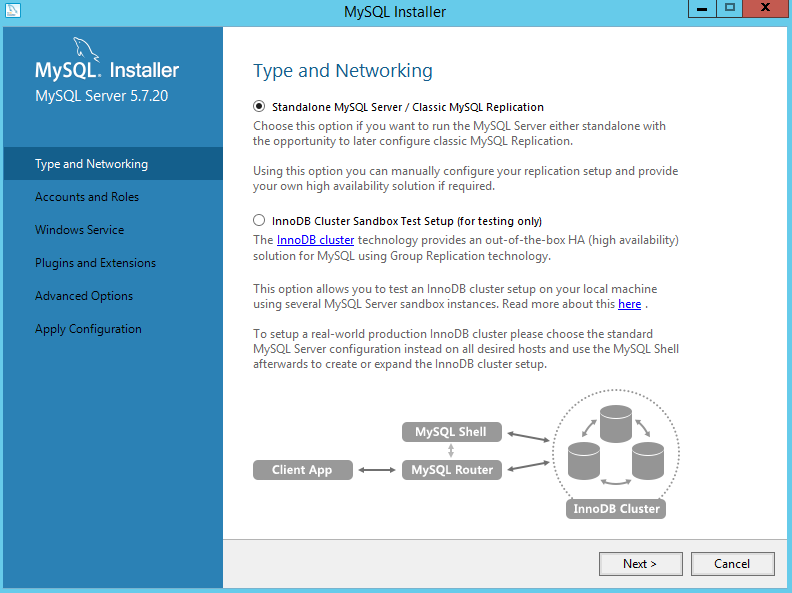 MySQL Installer
MySQL. Installer
MySQL Server 5.7.20
Type and Networking
Accounts and Roles
Windows Service
Plugins and Extensions
Advanced Options
Apply Configuration
Type and Networking
Standalone MySQL Server / Classic MySQL Replication
Choose this option if you want to run the MySQL Server either standalone with
the opportunity to later configure classic MySQL Replication.
Using this option you can manually configure your replication setup and provide
your own high availability solution if required.
InnoDB Cluster Sandbox Test Setup (for testing only)
The InnoDB cluster technology provides an out-of-the-box HA (high availability)
solution for MySQL using Group Replication technology.
This option allows you to test an InnoDB cluster setup on your local machine
using several MySQL Server sandbox instances. Read more about this here .
To setup a real-world production InnoDB cluster please choose the standard
MySQL Server configuration instead on all desired hosts and use the MySQL Shell
afterwards to create or expand the InnoDB cluster setup.
MySQL Shell
Client App
MySQL Router
InnoDB Cluster
Next >
Cancel